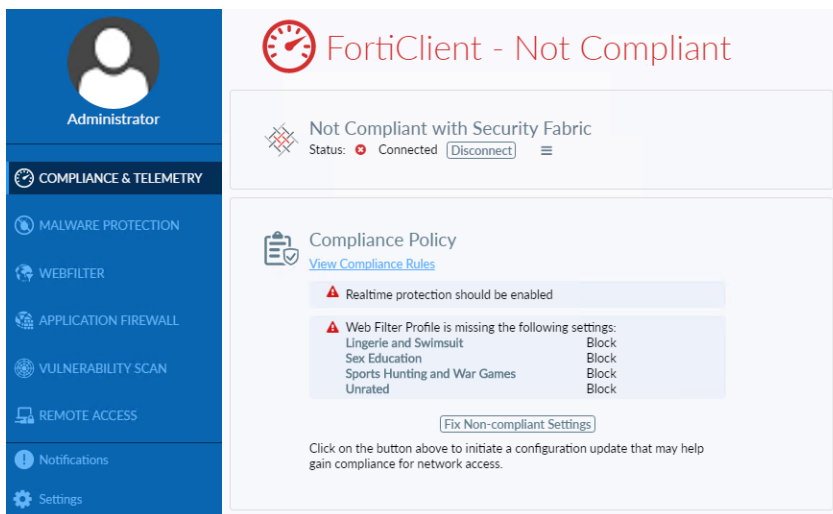 Administrator
COMPLIANCE & TELEMETRY
MALWARE PROTECTION
WEBFILTER
APPLICATION FIREWALL
VULNERABILITY SCAN
REMOTE ACCESS
Notifications
Settings
FortiClient - Not Compliant
Not Compliant with Security Fabric
Status: Connected Disconnect
Compliance Policy
View Compliance Rules
Realtime protection should be enabled
Web Filter Profile is missing the following settings:
Lingerie and Swimsuit Block
Sex Education Block
Sports Hunting and War Games Block
Unrated Block
Fix Non-compliant Settings
Click on the button above to initiate a configuration update that may help
gain compliance for network access.